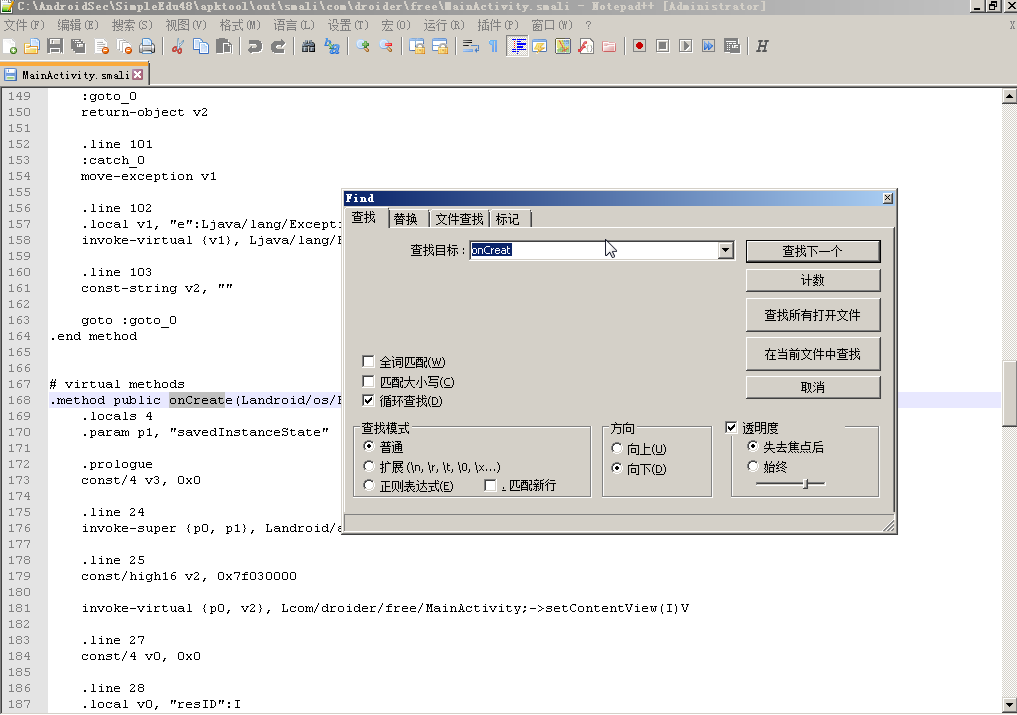 C:\AndroidSec\SimpleEdu48\apktool\out\smali\com\droider\free\MainActivity.smali - Notepad++ [Administrator]
文件(F) 编辑(E) 搜索(S) 视图(V) 格式(M) 语言(L) 设置(T) 宏(O) 运行(R) 插件(P) 窗口(W) ? X
MainActivity.smali
149 :goto_0
150 return-object v2
151
152 .line 101
153 :catch_0
154 move-exception v1
155
156 .line 102
157 .local v1, "e":Ljava/lang/Excepti
158 invoke-virtual {v1}, Ljava/lang/E
159
160 .line 103
161 const-string v2, ""
162
163 goto :goto_0
164 .end method
165
166
167 # virtual methods
168 .method public onCreate(Landroid/os/B
169 .locals 4
170 .param p1, "savedInstanceState"
171
172 .prologue
173 const/4 v3, 0x0
174
175 .line 24
176 invoke-super {p0, p1}, Landroid/a
177
178 .line 25
179 const/high16 v2, 0x7f030000
180
181 invoke-virtual {p0, v2}, Lcom/droider/free/MainActivity;->setContentView(I)V
182
183 .line 27
184 const/4 v0, 0x0
185
186 .line 28
187 .local v0, "resID":I
Find
查找 替换 文件查找 标记
查找目标: onCreat
查找下一个
计数
查找所有打开文件
在当前文件中查找
取消
全词匹配(W)
匹配大小写(C)
循环查找(D)
查找模式
普通
扩展 (\n, \r, \t, \0, \x...)
正则表达式(E) . 匹配新行
方向
向上(U)
向下(D)
透明度
失去焦点后
始终